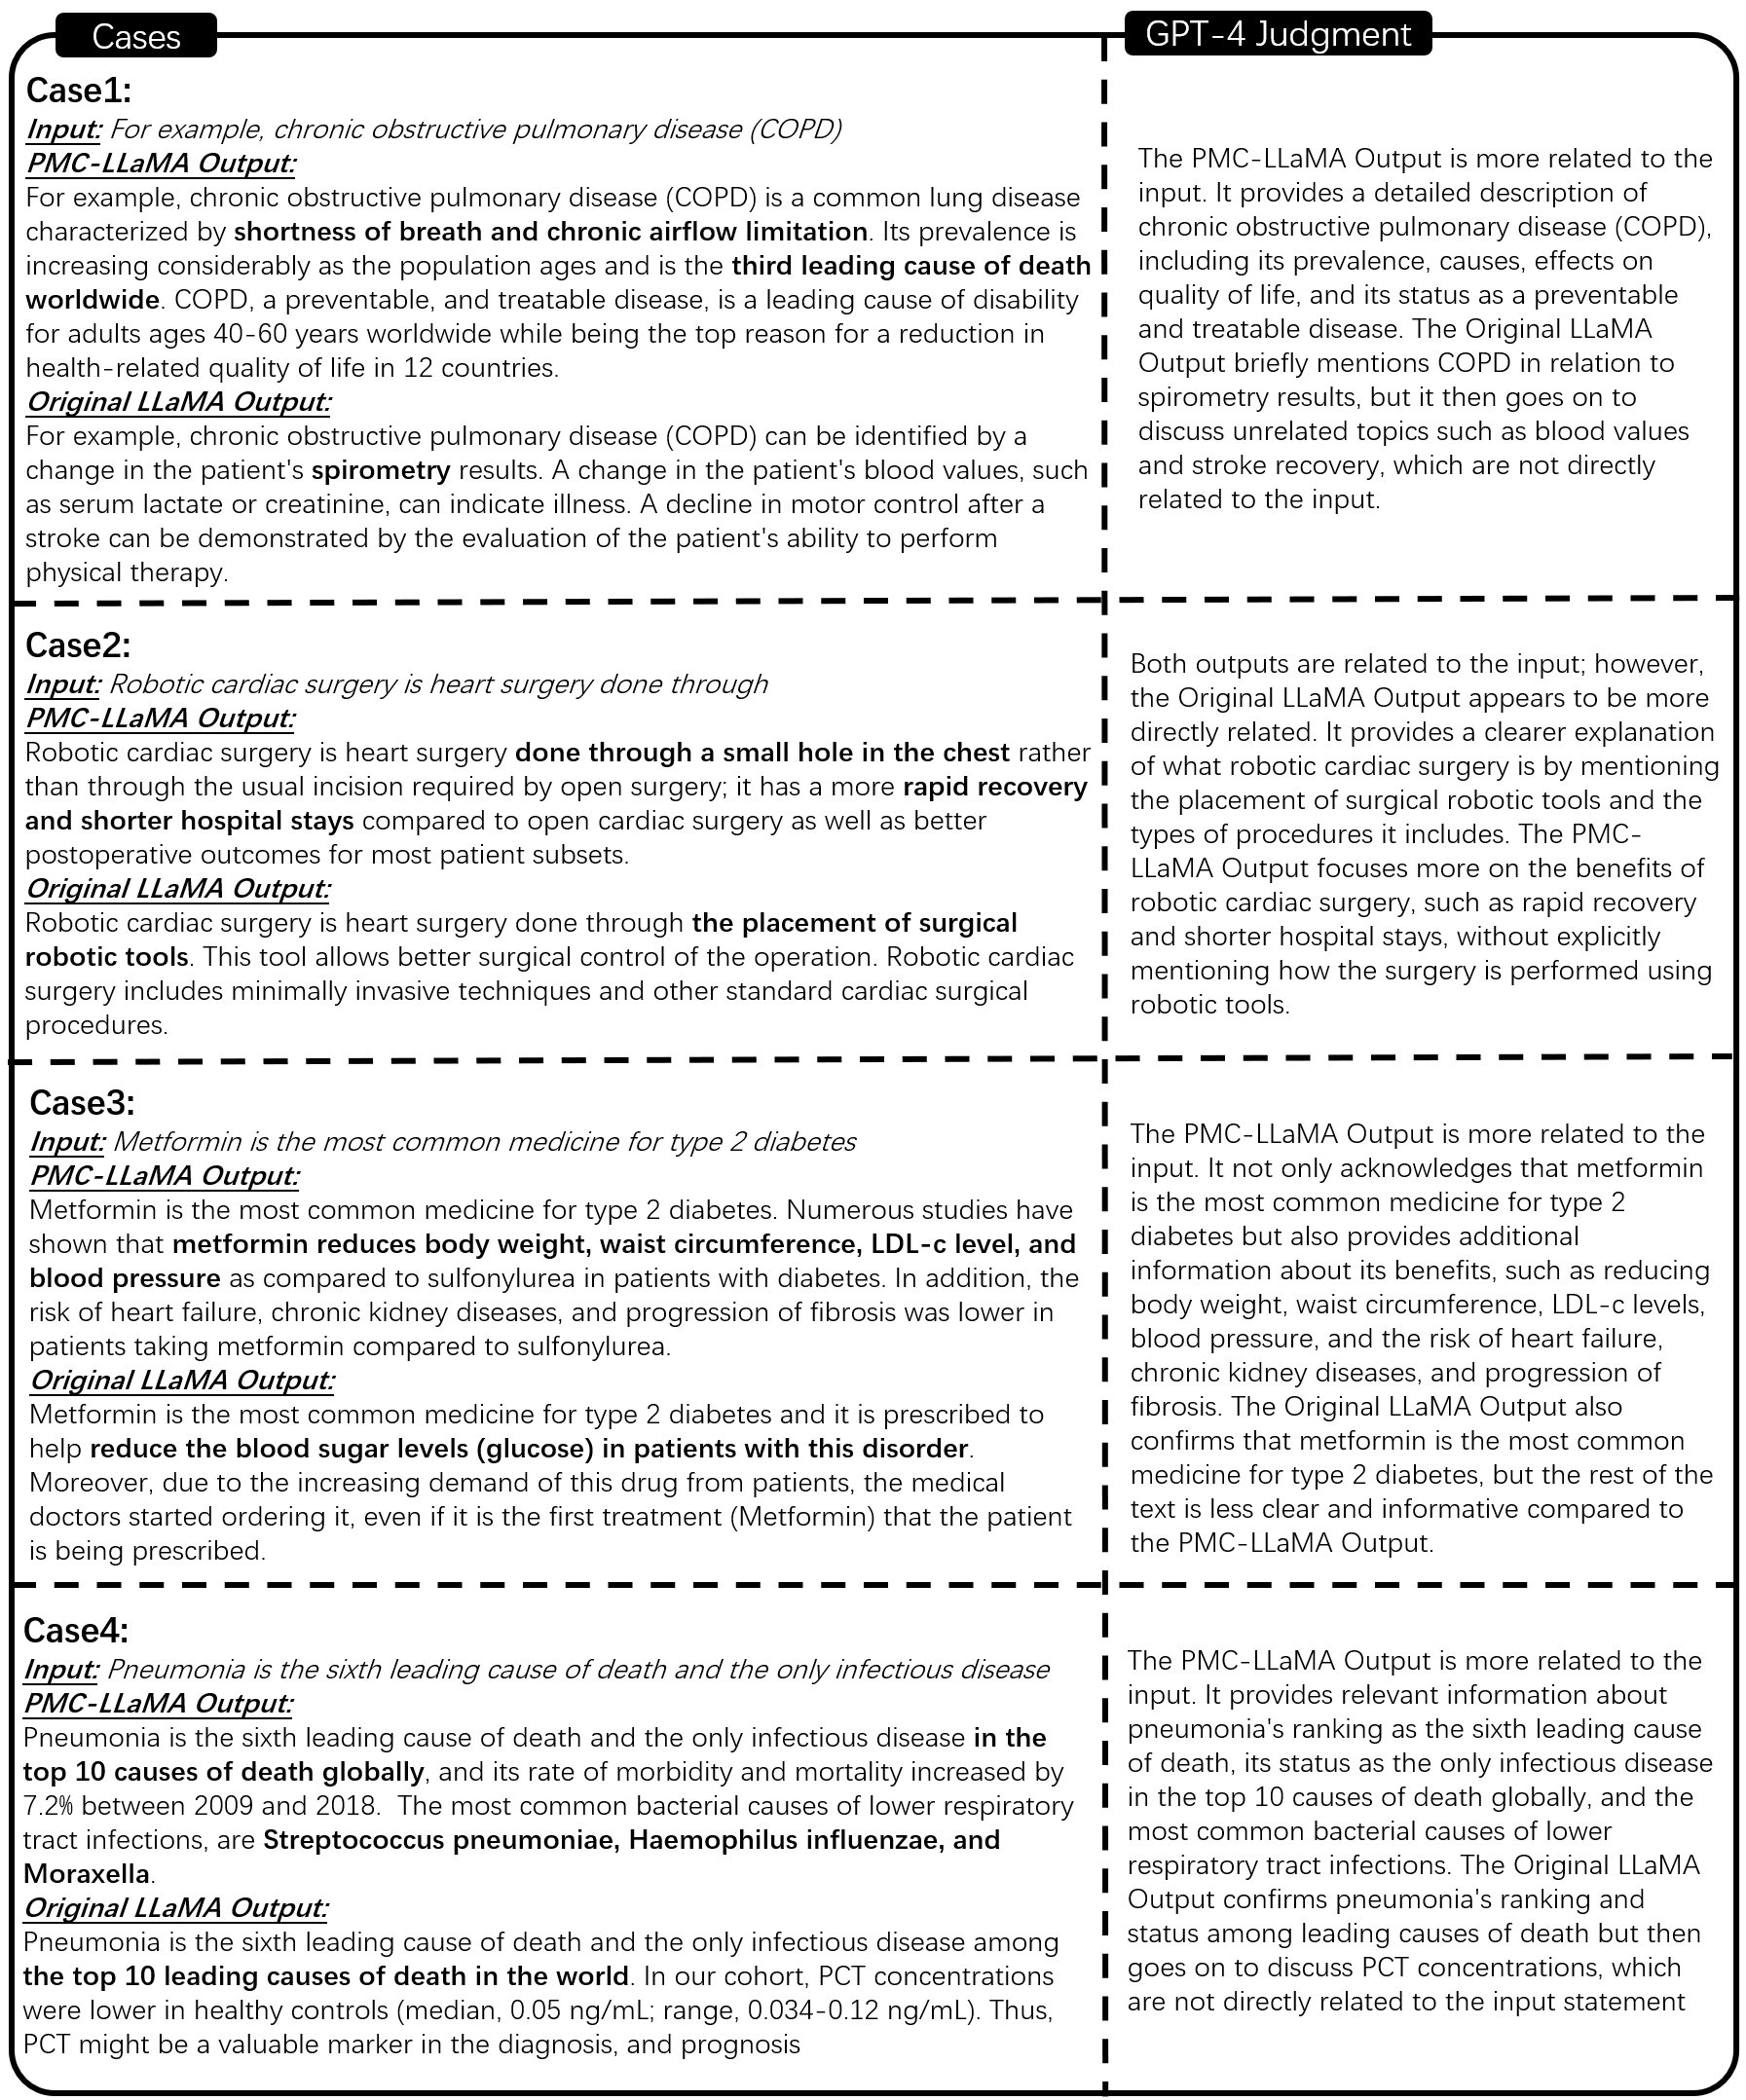 Cases
GPT-4 Judgment
Case1:
Input: For example, chronic obstructive pulmonary disease (COPD)
PMC-LLaMA Output:
For example, chronic obstructive pulmonary disease (COPD) is a common lung disease
characterized by shortness of breath and chronic airflow limitation. Its prevalence is
increasing considerably as the population ages and is the third leading cause of death
worldwide. COPD, a preventable, and treatable disease, is a leading cause of disability
for adults ages 40-60 years worldwide while being the top reason for a reduction in
health-related quality of life in 12 countries.
Original LLaMA Output:
For example, chronic obstructive pulmonary disease (COPD) can be identified by a
change in the patient's spirometry results. A change in the patient's blood values, such
as serum lactate or creatinine, can indicate illness. A decline in motor control after a
stroke can be demonstrated by the evaluation of the patient's ability to perform
physical therapy.
The PMC-LLaMA Output is more related to the
input. It provides a detailed description of
chronic obstructive pulmonary disease (COPD),
including its prevalence, causes, effects on
quality of life, and its status as a preventable
and treatable disease. The Original LLaMA
Output briefly mentions COPD in relation to
spirometry results, but it then goes on to
discuss unrelated topics such as blood values
and stroke recovery, which are not directly
related to the input.
Case2:
Input: Robotic cardiac surgery is heart surgery done through
PMC-LLaMA Output:
Robotic cardiac surgery is heart surgery done through a small hole in the chest rather
than through the usual incision required by open surgery; it has a more rapid recovery
and shorter hospital stays compared to open cardiac surgery as well as better
postoperative outcomes for most patient subsets.
Original LLaMA Output:
Robotic cardiac surgery is heart surgery done through the placement of surgical
robotic tools. This tool allows better surgical control of the operation. Robotic cardiac
surgery includes minimally invasive techniques and other standard cardiac surgical
procedures.
Both outputs are related to the input; however,
the Original LLaMA Output appears to be more
directly related. It provides a clearer explanation
of what robotic cardiac surgery is by mentioning
the placement of surgical robotic tools and the
types of procedures it includes. The PMC-
LLaMA Output focuses more on the benefits of
robotic cardiac surgery, such as rapid recovery
and shorter hospital stays, without explicitly
mentioning how the surgery is performed using
robotic tools.
Case3:
Input: Metformin is the most common medicine for type 2 diabetes
PMC-LLaMA Output:
Metformin is the most common medicine for type 2 diabetes. Numerous studies have
shown that metformin reduces body weight, waist circumference, LDL-c level, and
blood pressure as compared to sulfonylurea in patients with diabetes. In addition, the
risk of heart failure, chronic kidney diseases, and progression of fibrosis was lower in
patients taking metformin compared to sulfonylurea.
Original LLaMA Output:
Metformin is the most common medicine for type 2 diabetes and it is prescribed to
help reduce the blood sugar levels (glucose) in patients with this disorder.
Moreover, due to the increasing demand of this drug from patients, the medical
doctors started ordering it, even if it is the first treatment (Metformin) that the patient
is being prescribed.
The PMC-LLaMA Output is more related to the
input. It not only acknowledges that metformin
is the most common medicine for type 2
diabetes but also provides additional
information about its benefits, such as reducing
body weight, waist circumference, LDL-c levels,
blood pressure, and the risk of heart failure,
chronic kidney diseases, and progression of
fibrosis. The Original LLaMA Output also
confirms that metformin is the most common
medicine for type 2 diabetes, but the rest of the
text is less clear and informative compared to
the PMC-LLaMA Output.
Case4:
Input: Pneumonia is the sixth leading cause of death and the only infectious disease
PMC-LLaMA Output:
Pneumonia is the sixth leading cause of death and the only infectious disease in the
top 10 causes of death globally, and its rate of morbidity and mortality increased by
7.2% between 2009 and 2018. The most common bacterial causes of lower respiratory
tract infections, are Streptococcus pneumoniae, Haemophilus influenzae, and
Moraxella.
Original LLaMA Output:
Pneumonia is the sixth leading cause of death and the only infectious disease among
the top 10 leading causes of death in the world. In our cohort, PCT concentrations
were lower in healthy controls (median, 0.05 ng/mL; range, 0.034-0.12 ng/mL). Thus,
PCT might be a valuable marker in the diagnosis, and prognosis
The PMC-LLaMA Output is more related to the
input. It provides relevant information about
pneumonia's ranking as the sixth leading cause
of death, its status as the only infectious disease
in the top 10 causes of death globally, and the
most common bacterial causes of lower
respiratory tract infections. The Original LLaMA
Output confirms pneumonia's ranking and
status among leading causes of death but then
goes on to discuss PCT concentrations, which
are not directly related to the input statement